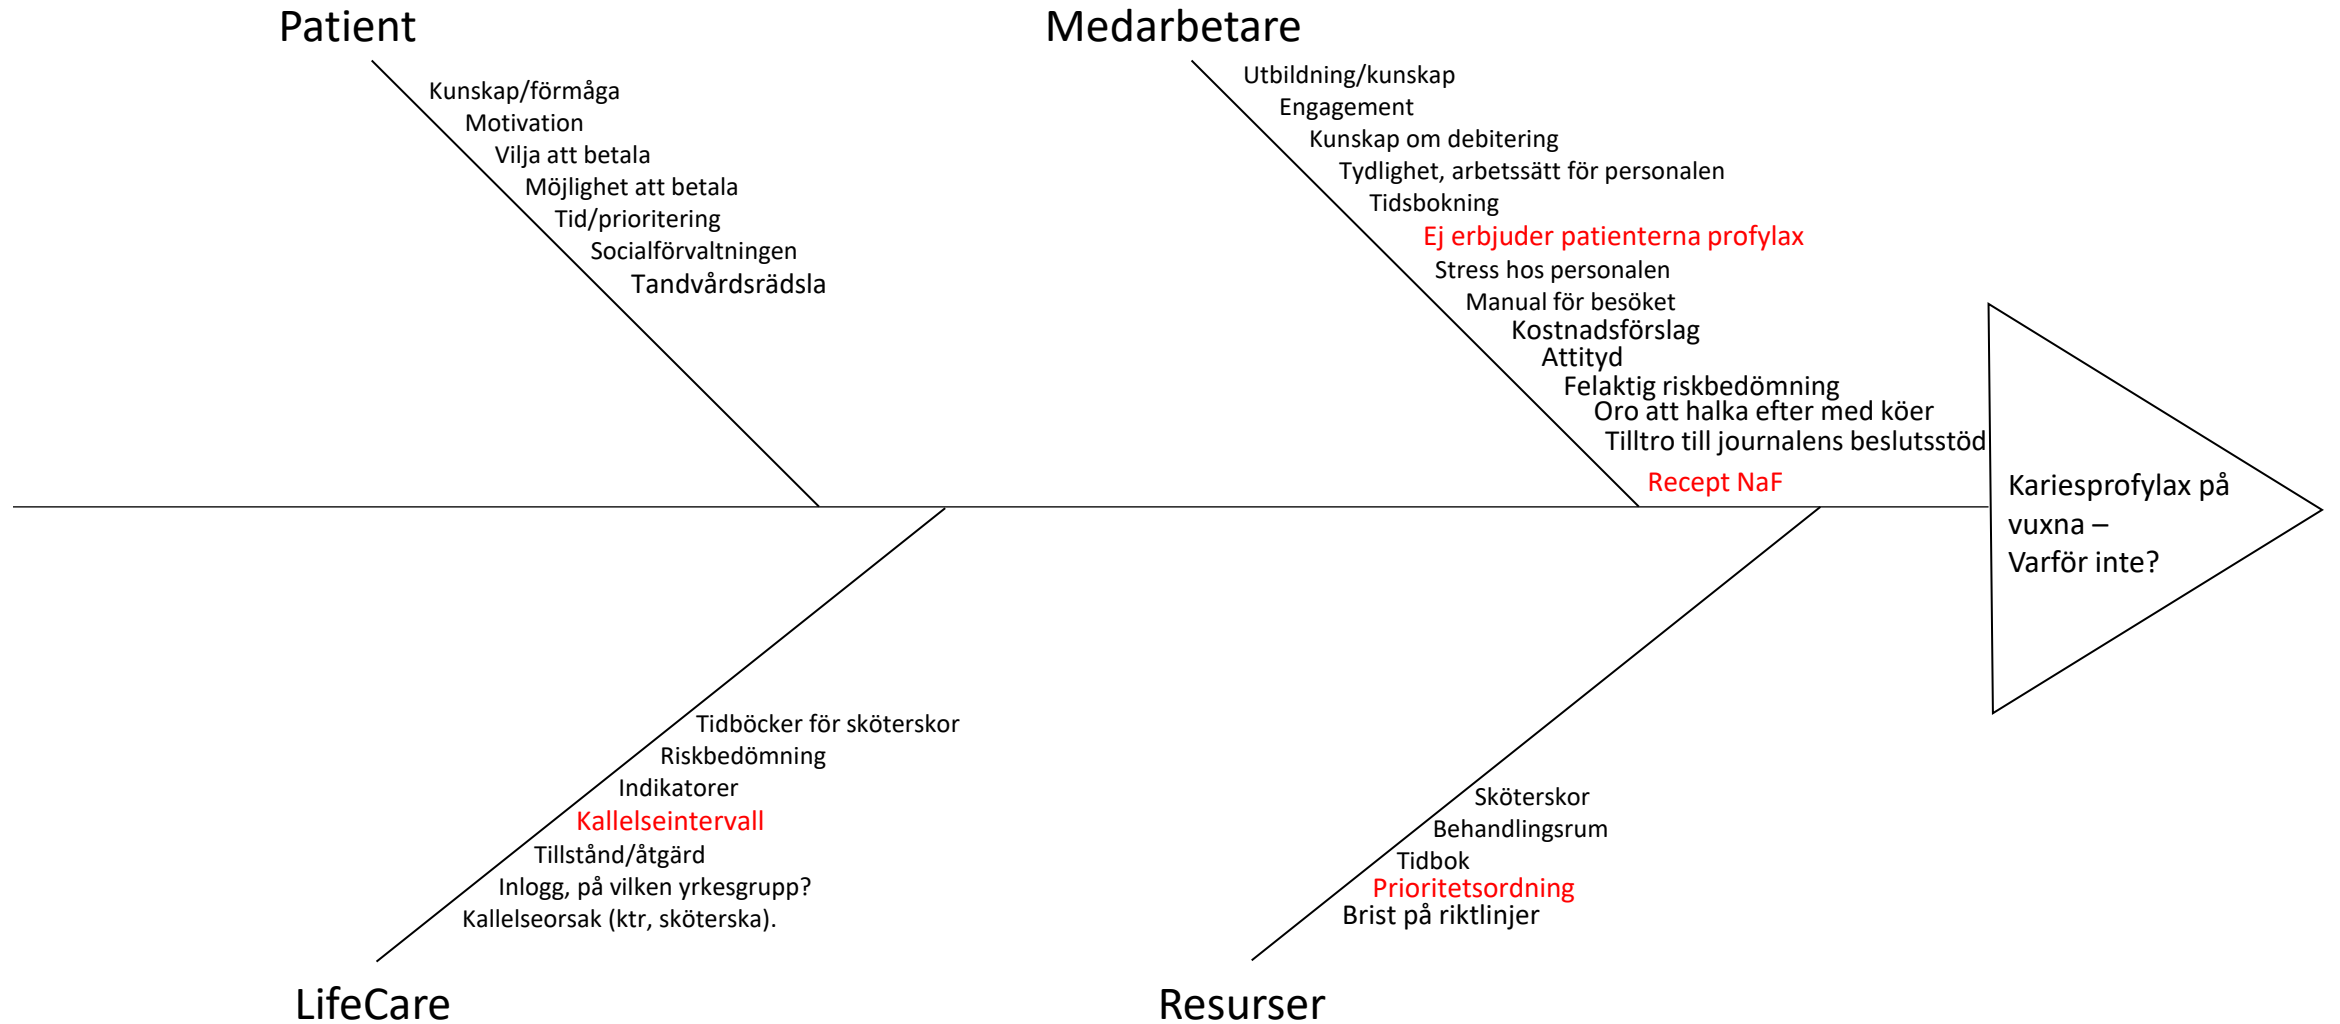 Patient
Kunskap/förmåga
Motivation
Vilja att betala
Möjlighet att betala
Tid/prioritering
Socialförvaltningen
Tandvårdsrädsla
Medarbetare
Utbildning/kunskap
Engagement
Kunskap om debitering
Tydlighet, arbetssätt för personalen
Tidsbokning
Ej erbjuder patienterna profylax
Stress hos personalen
Manual för besöket
Kostnadsförslag
Attityd
Felaktig riskbedömning
Oro att halka efter med köer
Tilltro till journalens beslutsstöd
Recept NaF
Kariesprofylax på
vuxna –
Varför inte?
Tidböcker för sköterskor
Riskbedömning
Indikatorer
Kallelseintervall
Tillstånd/åtgärd
Inlogg, på vilken yrkesgrupp?
Kallelseorsak (ktr, sköterska).
LifeCare
Sköterskor
Behandlingsrum
Tidbok
Prioritetsordning
Brist på riktlinjer
Resurser